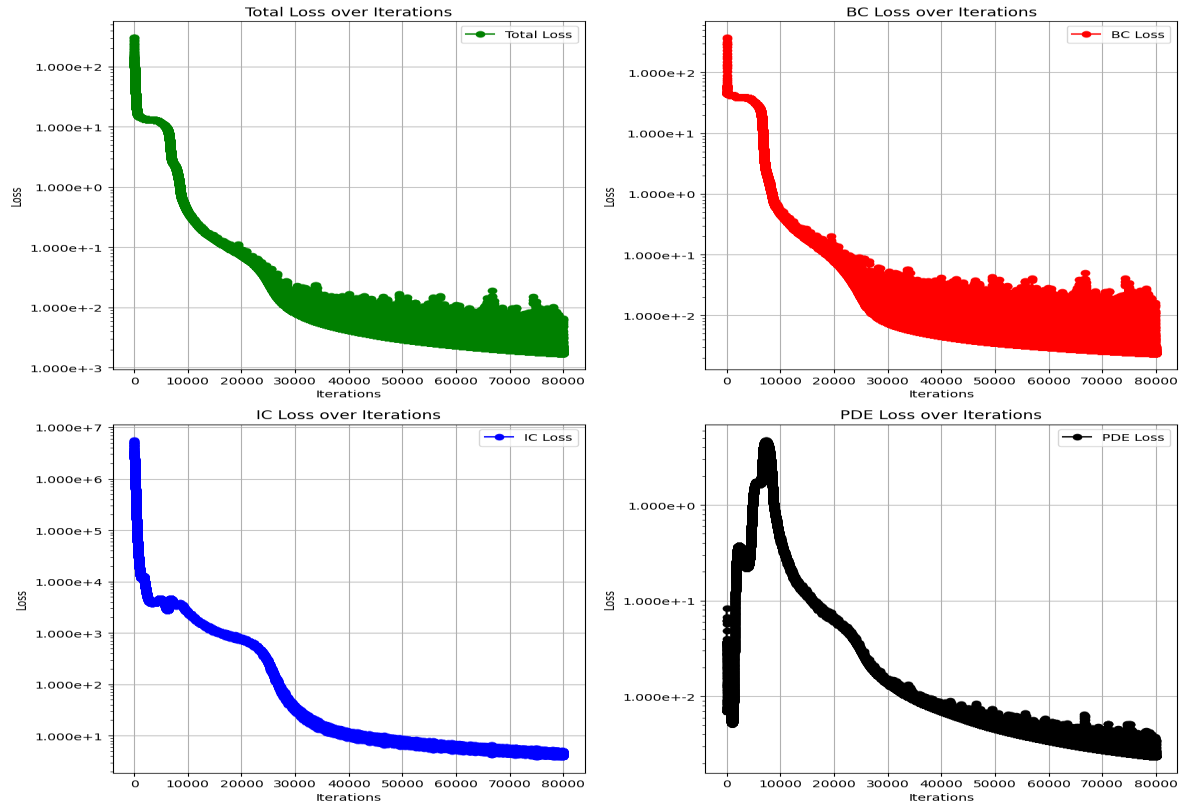 Total Loss over Iterations
Total Loss
1.000e+2
1.000e+1
1.000e+0
1.000e−1
1.000e−2
1.000e−3
Loss
0 10000 20000 30000 40000 50000 60000 70000 80000
Iterations
BC Loss over Iterations
BC Loss
1.000e+2
1.000e+1
1.000e+0
1.000e+−1
1.000e+−2
Loss
0 10000 20000 30000 40000 50000 60000 70000 80000
Iterations
IC Loss over Iterations
IC Loss
1.000e+7
1.000e+6
1.000e+5
1.000e+4
1.000e+3
1.000e+2
1.000e+1
Loss
0 10000 20000 30000 40000 50000 60000 70000 80000
Iterations
PDE Loss over Iterations
PDE Loss
1.000e+0
1.000e+−1
1.000e+−2
Loss
0 10000 20000 30000 40000 50000 60000 70000 80000
Iterations